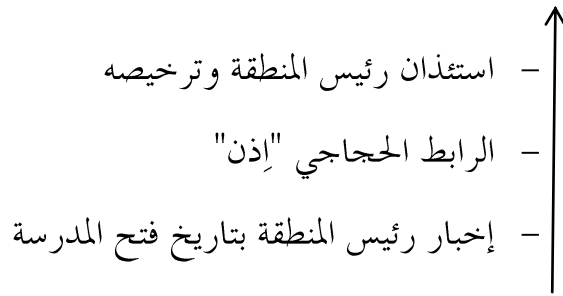 – استئذان رئيس المنطقة وترخيصه
– الرابط الحجاجي "إِذن"
– إخبار رئيس المنطقة بتاريخ فتح المدرسة